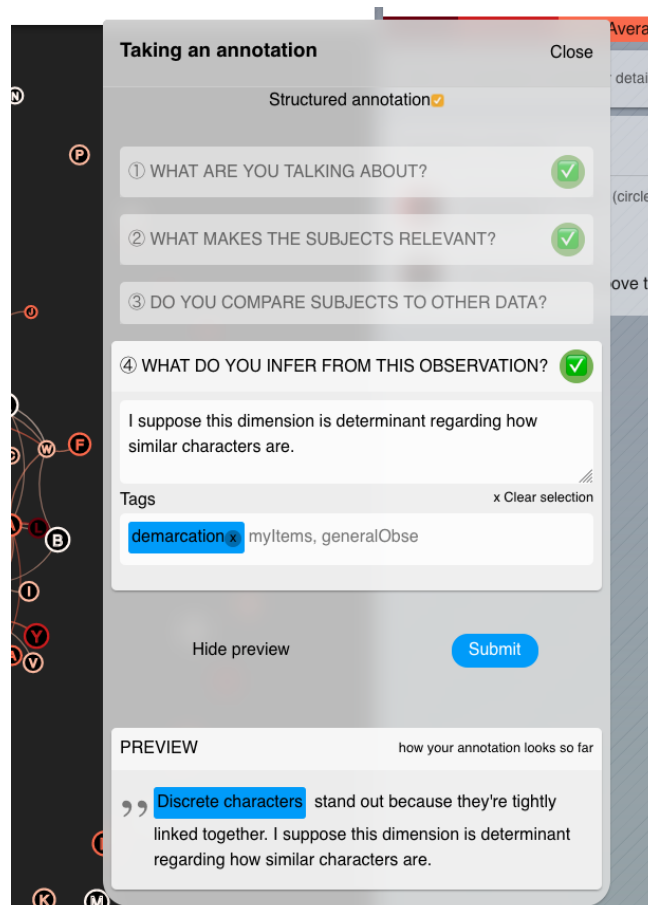 Taking an annotation
Close
Structured annotation
① WHAT ARE YOU TALKING ABOUT?
② WHAT MAKES THE SUBJECTS RELEVANT?
③ DO YOU COMPARE SUBJECTS TO OTHER DATA?
④ WHAT DO YOU INFER FROM THIS OBSERVATION?
I suppose this dimension is determinant regarding how
similar characters are.
Tags
x Clear selection
demarcation x myItems, generalObse
Hide preview
Submit
PREVIEW
how your annotation looks so far
Discrete characters stand out because they're tightly
linked together. I suppose this dimension is determinant
regarding how similar characters are.
N
P
J
W
F
L
B
I
Y
V
K
M
(circle